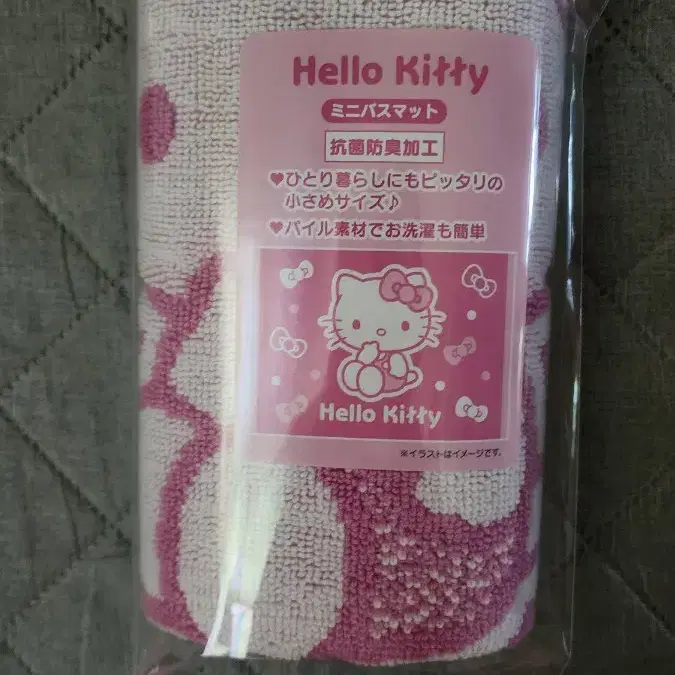 Hello Kitty
ミニバスマット
抗菌防臭加工
♥ひとり暮らしにもピッタリの
小さめサイズ♪
♥パイル素材でお洗濯も簡単
Hello Kitty
※イラストはイメージです。